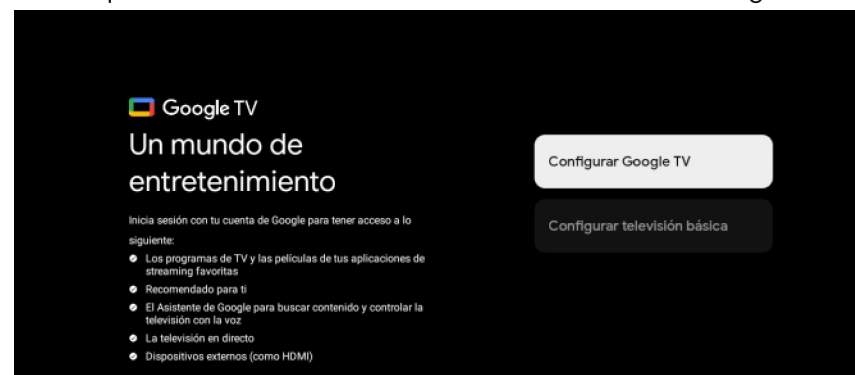 Google TV
Un mundo de
entretenimiento
Inicia sesión con tu cuenta de Google para tener acceso a lo
siguiente:
Los programas de TV y las películas de tus aplicaciones de
streaming favoritas
Recomendado para ti
El Asistente de Google para buscar contenido y controlar la
televisión con la voz
La televisión en directo
Dispositivos externos (como HDMI)
Configurar Google TV
Configurar televisión básica